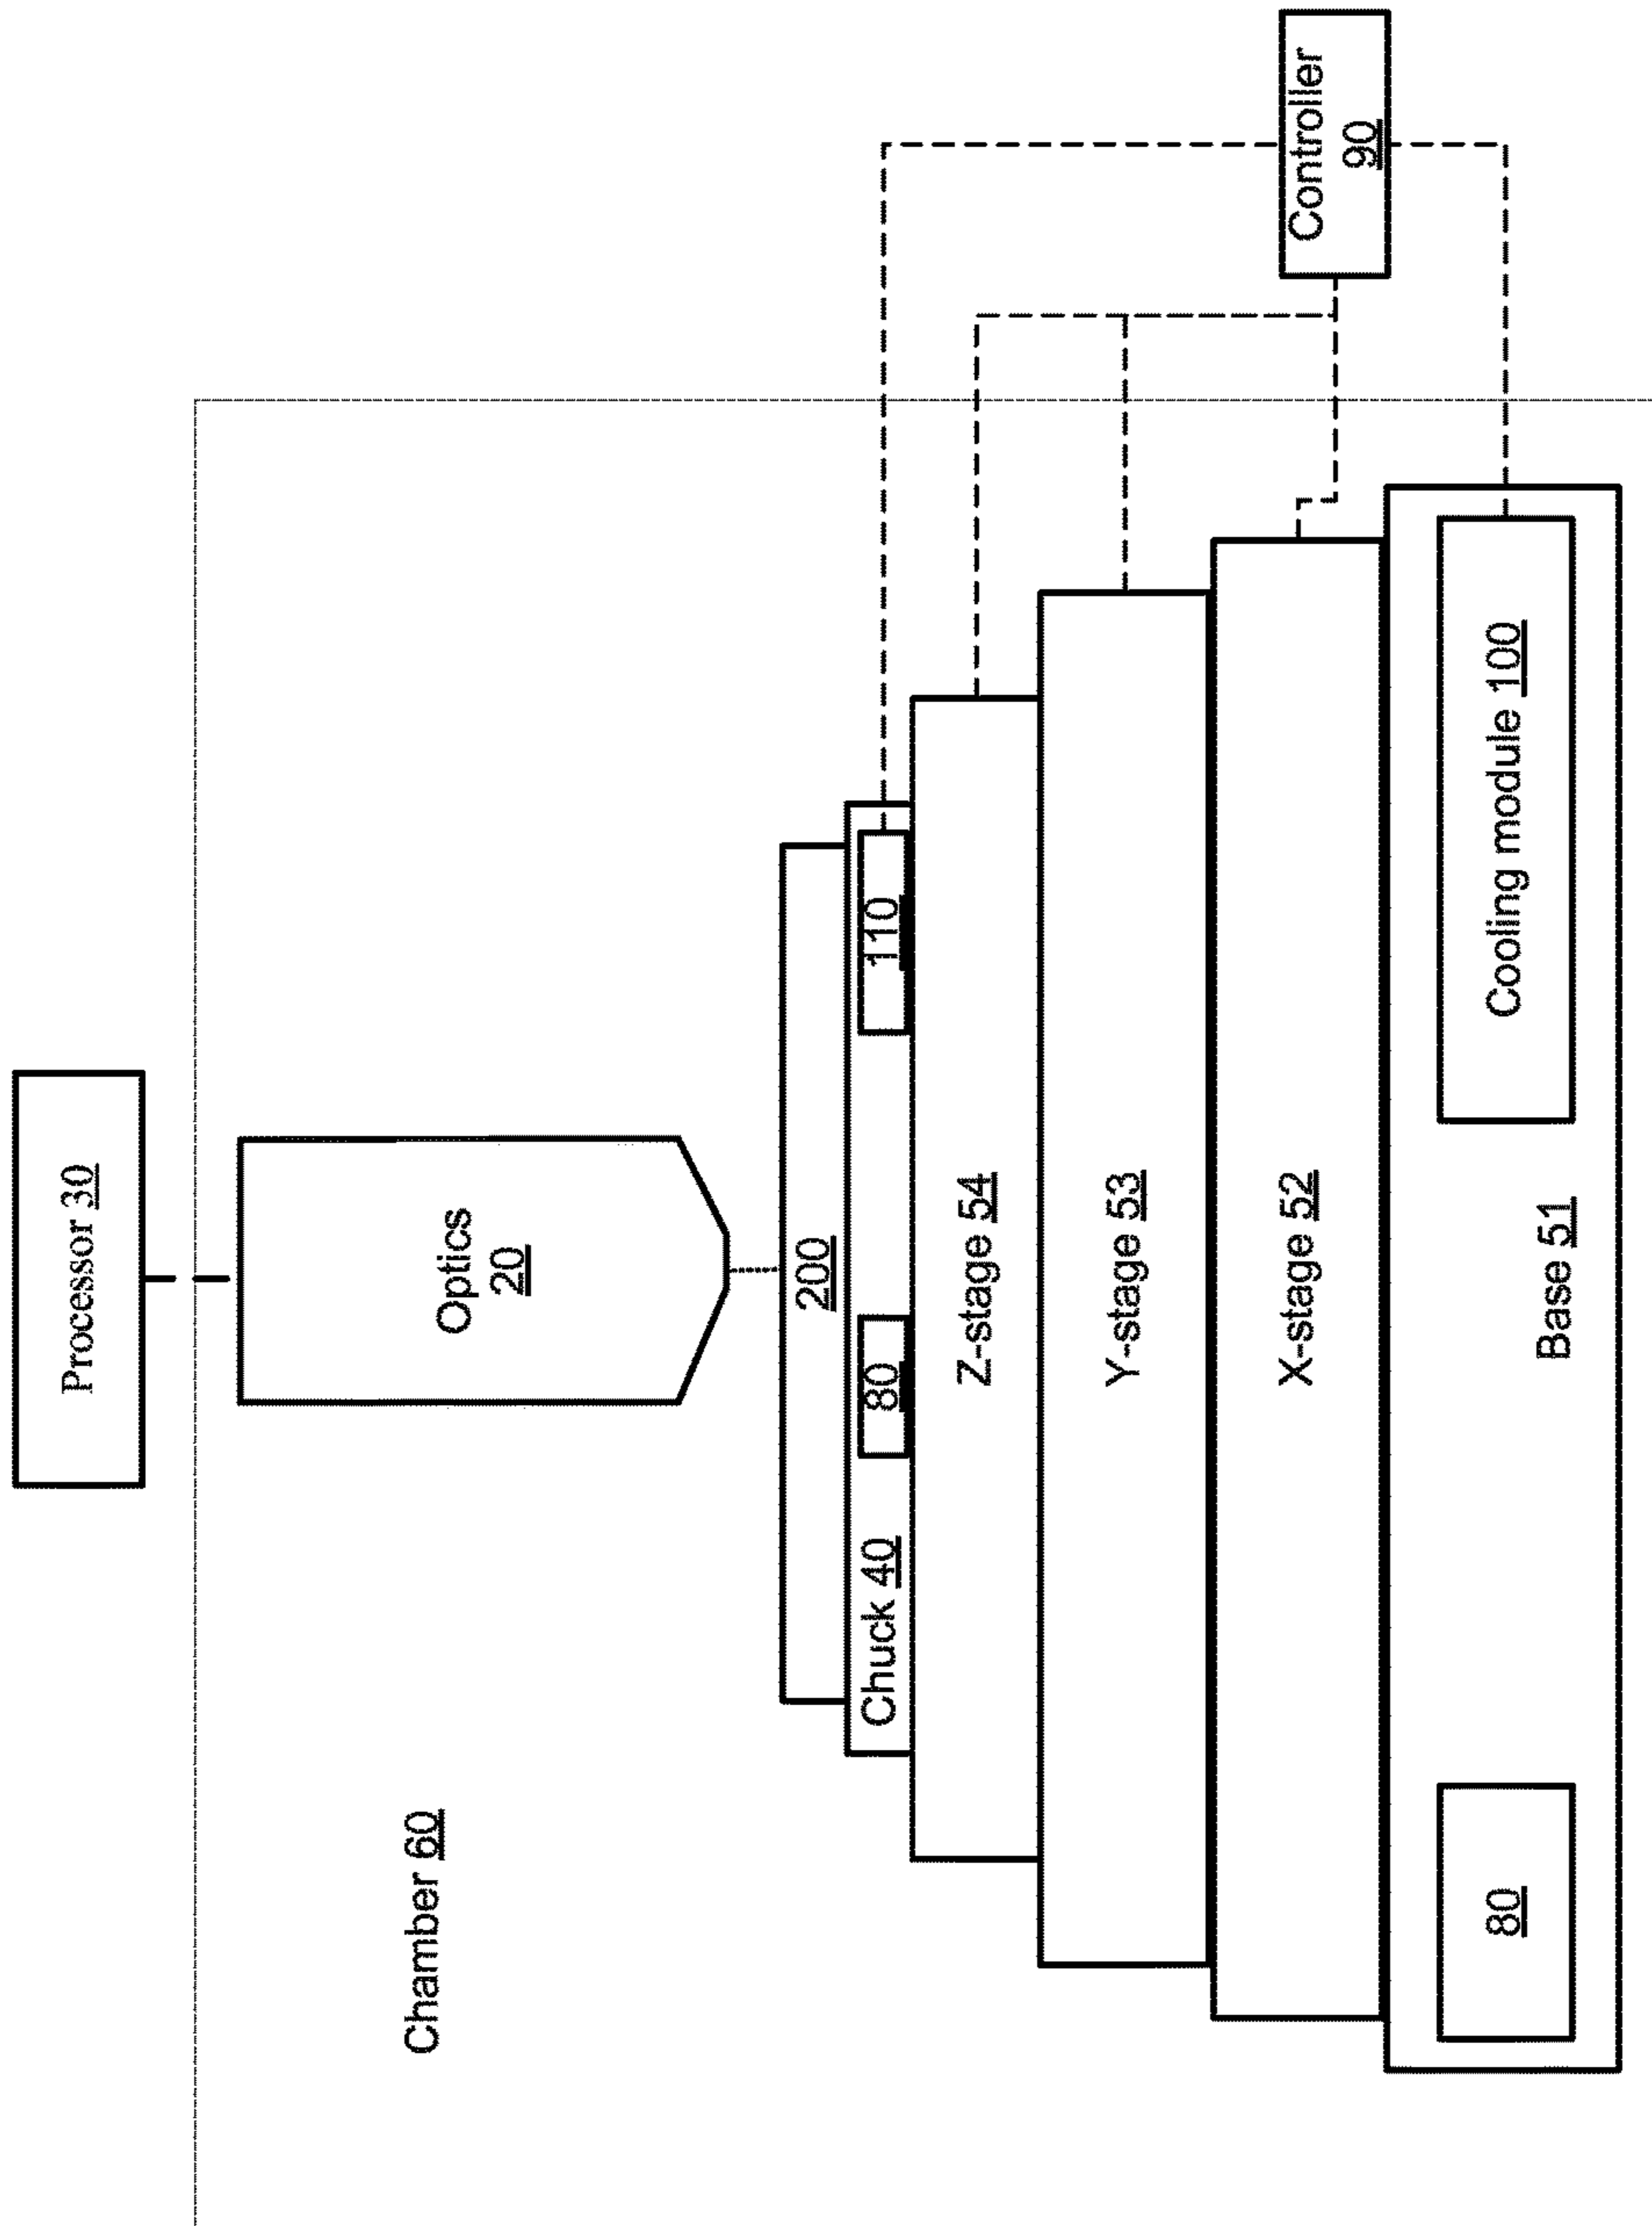 Processor 30
Chamber 60
Optics
20
200
Chuck 40
80
110
Z-stage 54
Y-stage 53
X-stage 52
Controller
90
80
Base 51
Cooling module 100